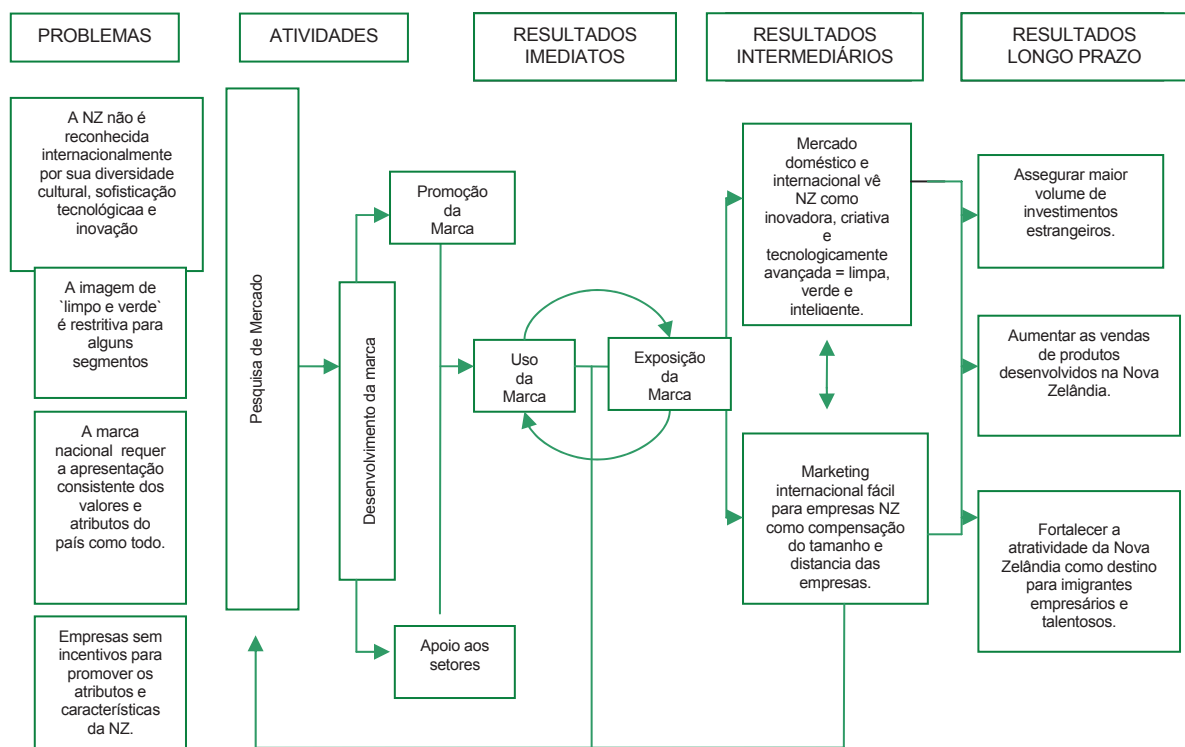 PROBLEMAS
ATIVIDADES
RESULTADOS
IMEDIATOS
RESULTADOS
INTERMEDIÁRIOS
RESULTADOS
LONGO PRAZO
A NZ não é
reconhecida
internacionalmente
por sua diversidade
cultural, sofisticação
tecnológicaa e
inovação
A imagem de
`limpo e verde`
é restritiva para
alguns
segmentos
A marca
nacional requer
a apresentação
consistente dos
valores e
atributos do
país como todo.
Empresas sem
incentivos para
promover os
atributos e
características
da NZ.
Pesquisa de Mercado
Desenvolvimento da marca
Promoção
da
Marca
Apoio aos
setores
Uso
da
Marca
Exposição
da
Marca
Mercado
doméstico e
internacional vê
NZ como
inovadora, criativa
e
tecnologicamente
avançada = limpa,
verde e
inteligente.
Marketing
internacional fácil
para empresas NZ
como compensação
do tamanho e
distancia das
empresas.
Assegurar maior
volume de
investimentos
estrangeiros.
Aumentar as vendas
de produtos
desenvolvidos na Nova
Zelândia.
Fortalecer a
atratividade da Nova
Zelândia como destino
para imigrantes
empresários e
talentosos.